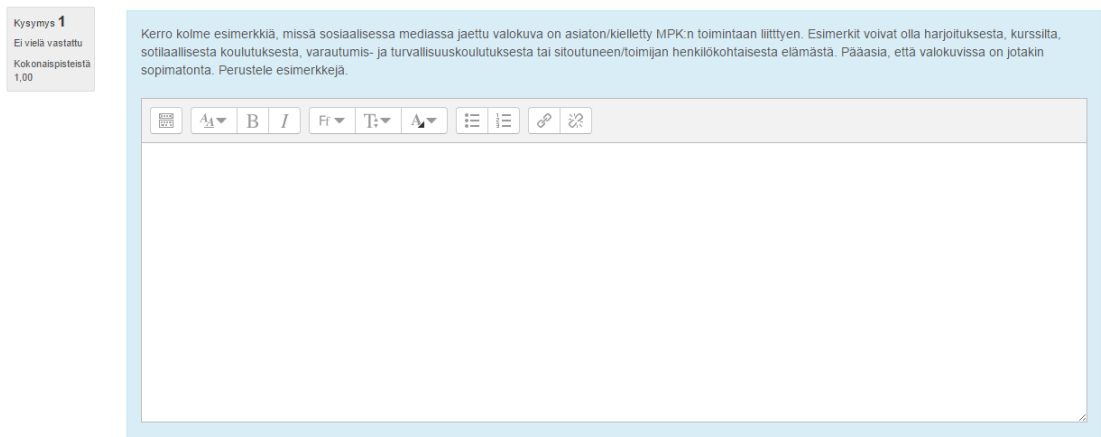 Kysymys 1
Ei vielä vastattu
Kokonaispisteistä
1,00
Kerro kolme esimerkkiä, missä sosiaalisessa mediassa jaettu valokuva on asiaton/kielletty MPK:n toimintaan liitttyen. Esimerkit voivat olla harjoituksesta, kurssilta,
sotilaallisesta koulutuksesta, varautumis- ja turvallisuuskoulutuksesta tai sitoutuneen/toimijan henkilökohtaisesta elämästä. Pääasia, että valokuvissa on jotakin
sopimatonta. Perustele esimerkkejä.